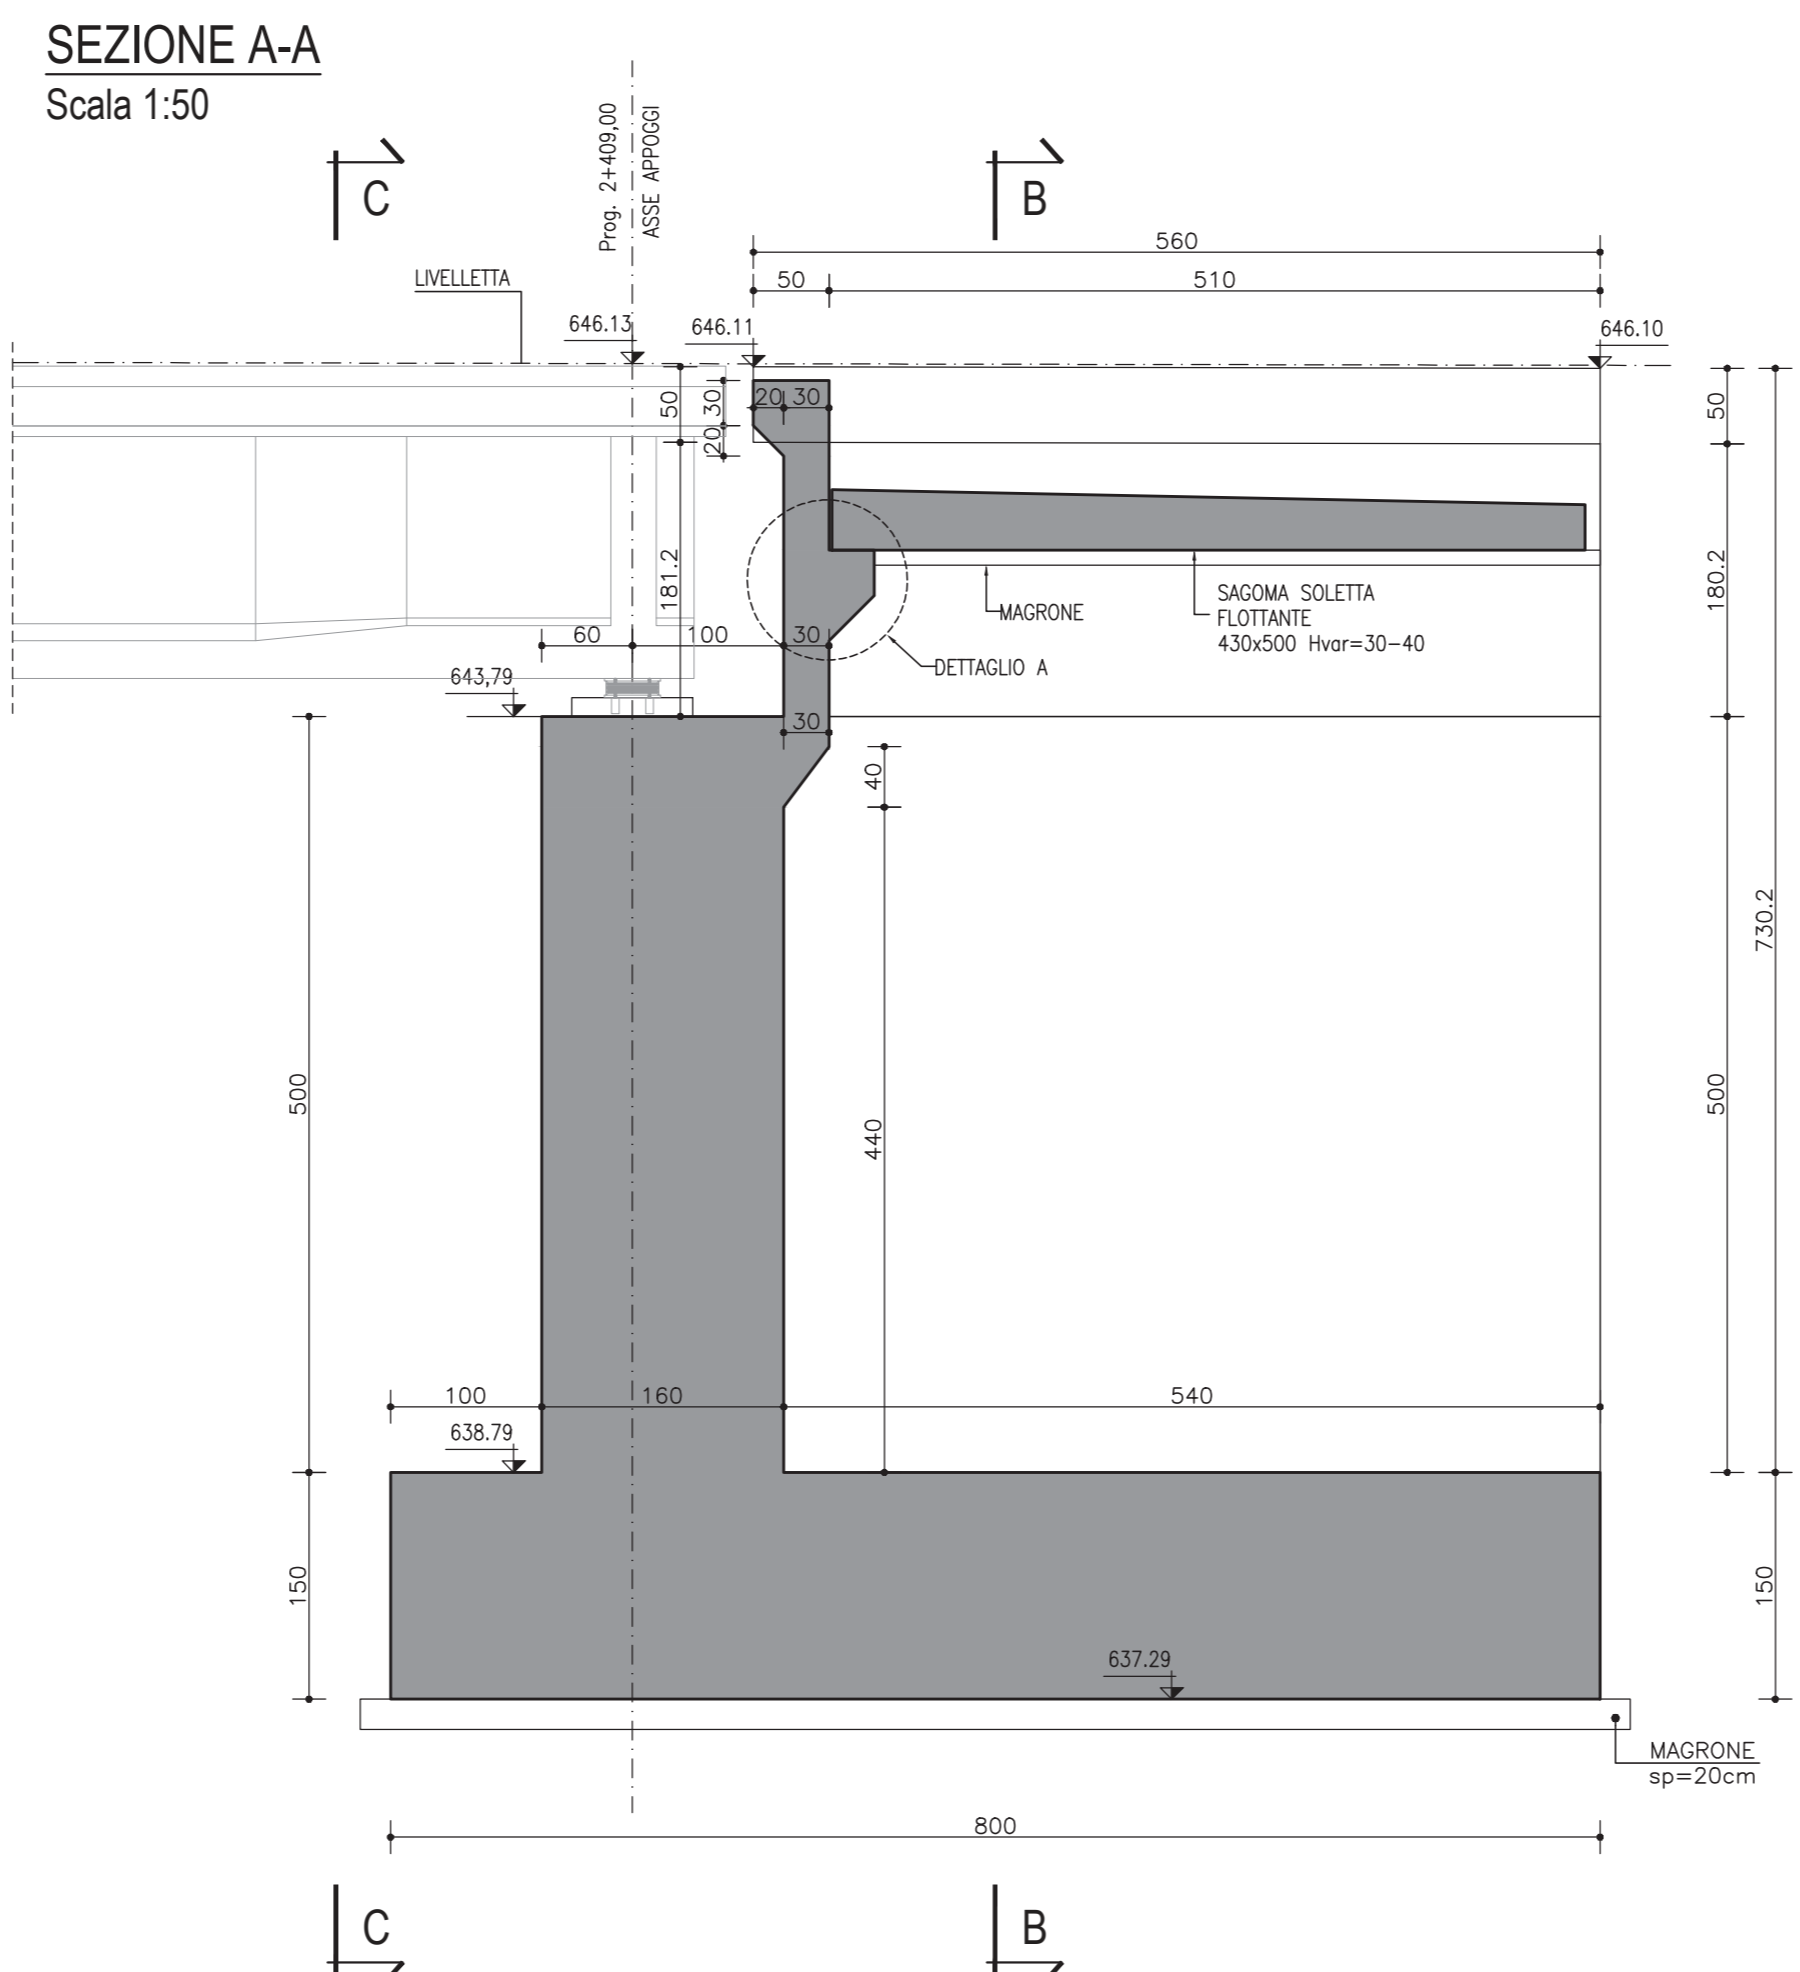 SEZIONE A-A
Scala 1:50
Prog. 2+409,00
ASSE APPOGGI
C
B
560
50
510
LIVELLETTA
646.13
646.11
646.10
50
30
20
20
30
50
181.2
180.2
SAGOMA SOLETTA
FLOTTANTE
430x500 Hvar=30-40
MAGRONE
60
100
30
DETTAGLIO A
643,79
30
40
730.2
500
440
500
100
160
540
638.79
150
150
637.29
MAGRONE
sp=20cm
800
C
B